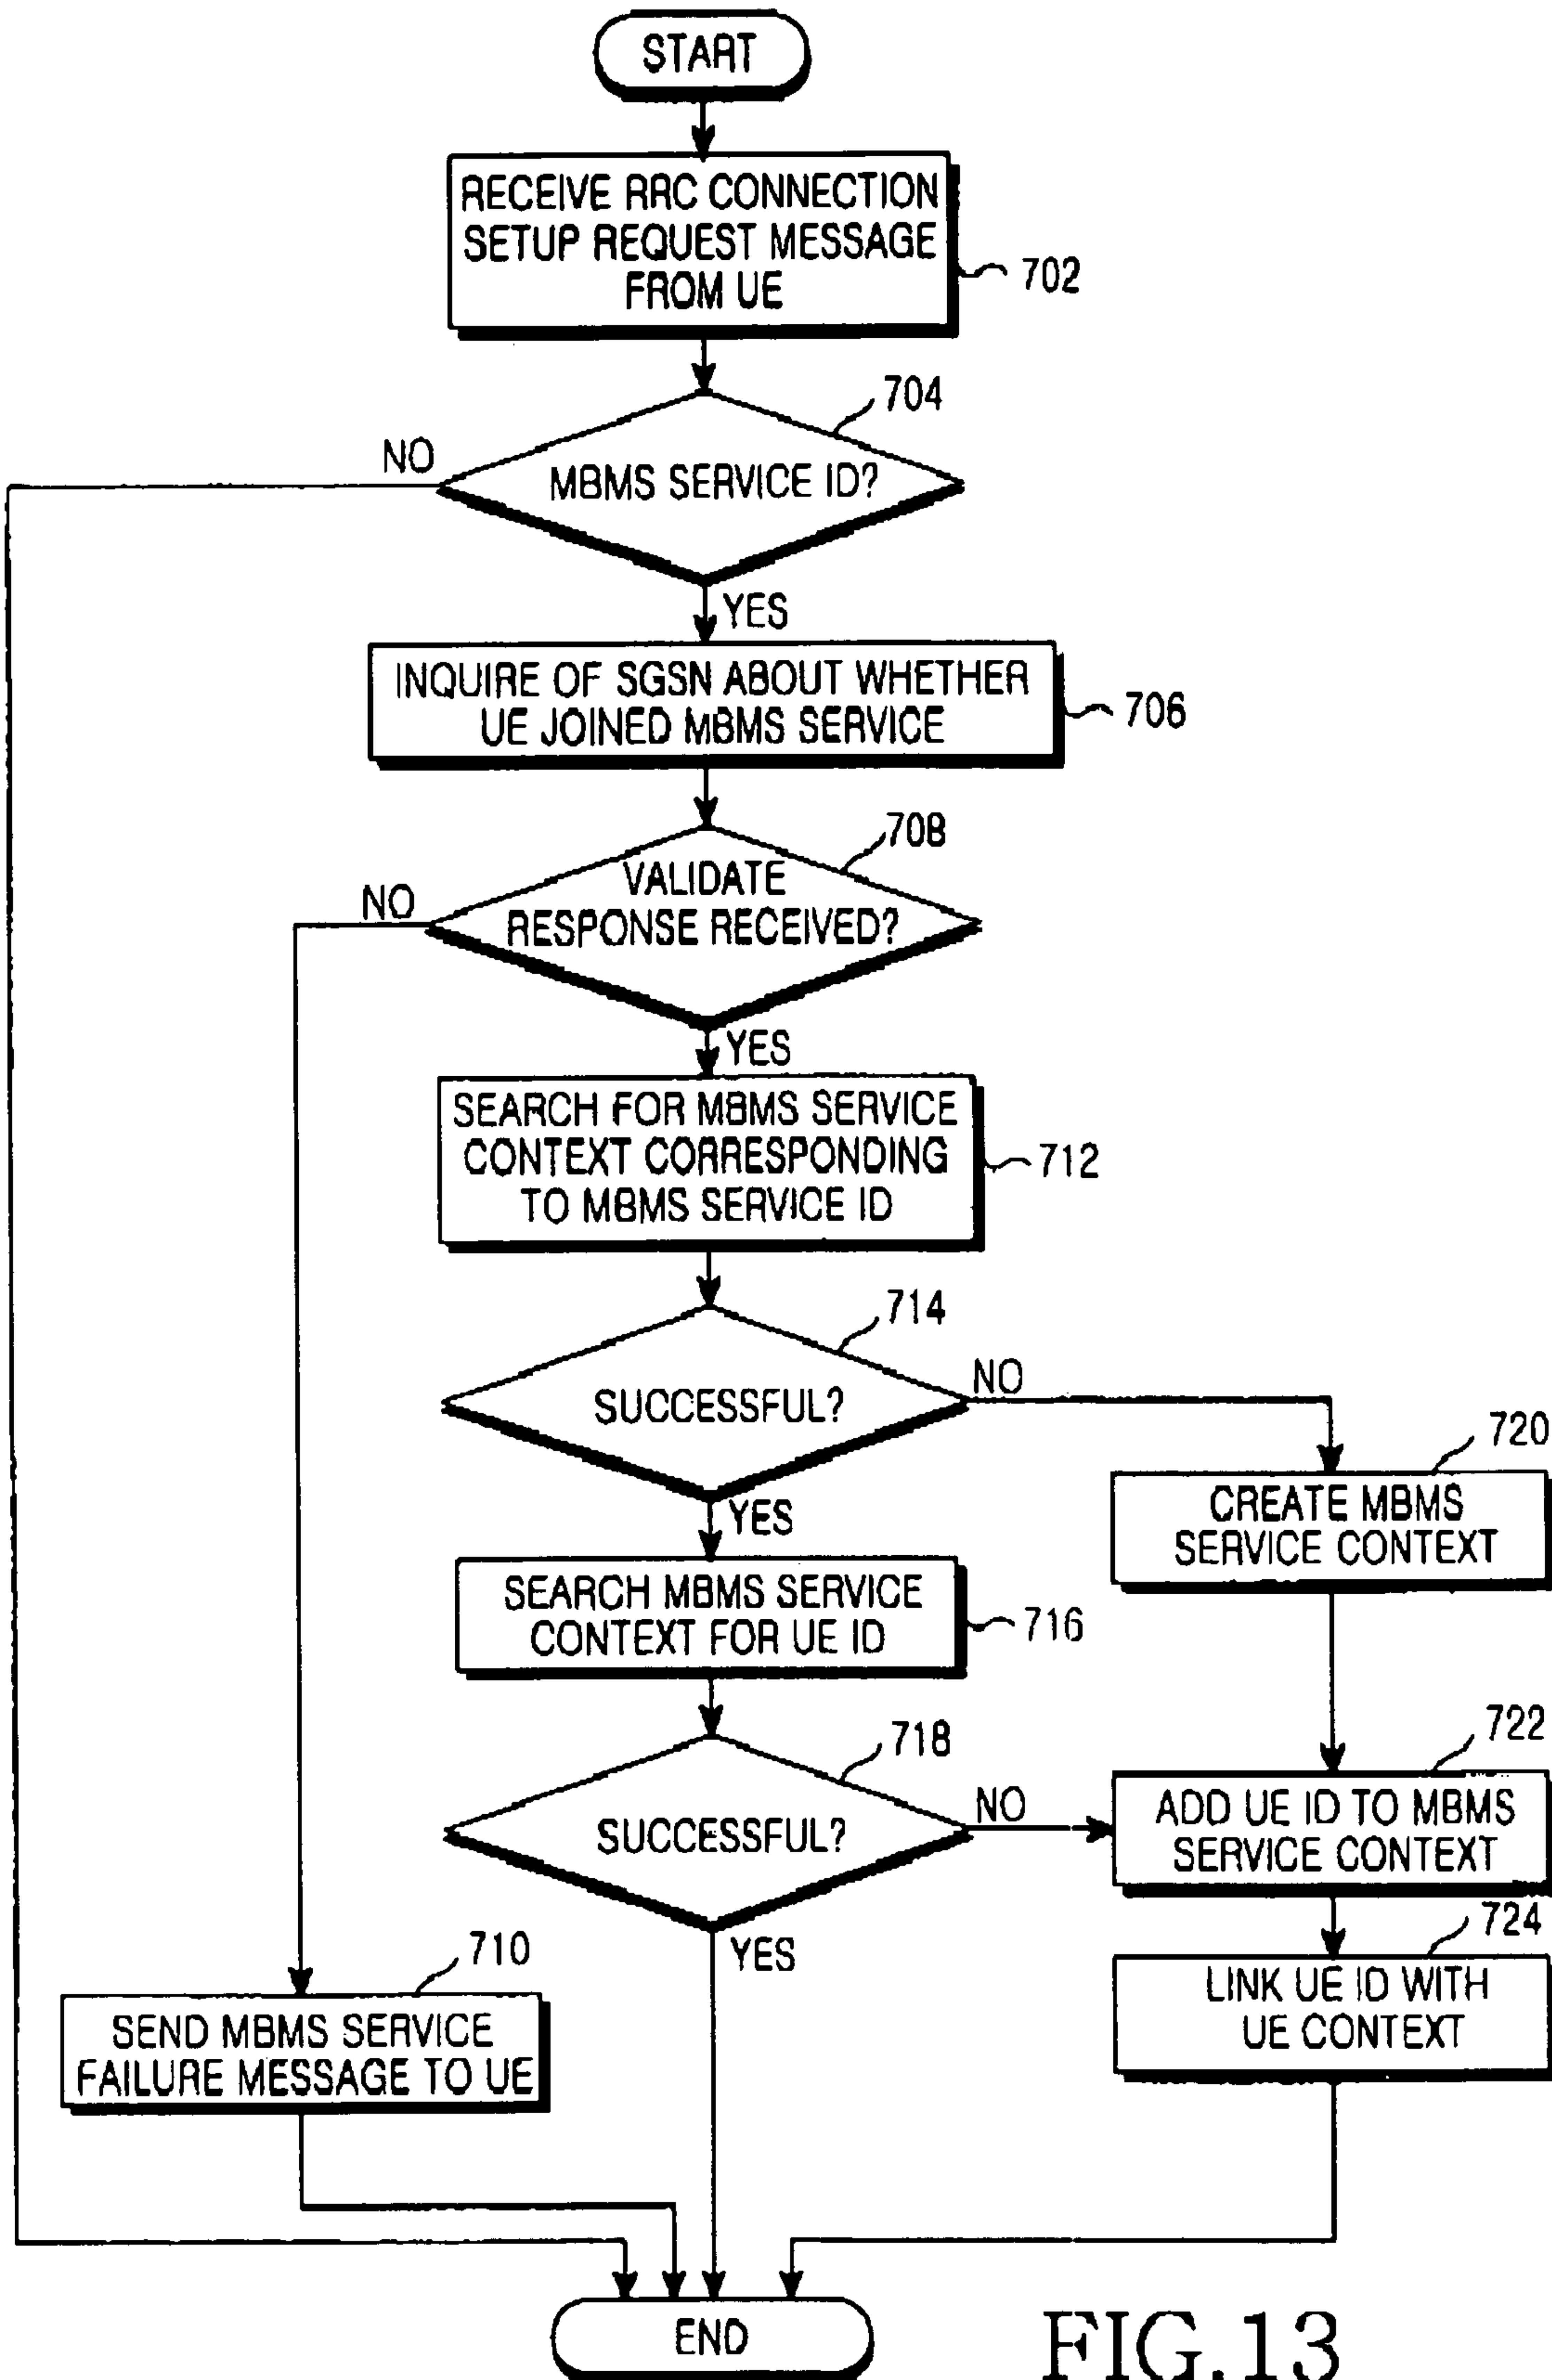 START
RECEIVE RRC CONNECTION
SETUP REQUEST MESSAGE
FROM UE
702
704
NO
MBMS SERVICE ID?
YES
INQUIRE OF SGSN ABOUT WHETHER
UE JOINED MBMS SERVICE
706
708
NO
VALIDATE
RESPONSE RECEIVED?
YES
SEARCH FOR MBMS SERVICE
CONTEXT CORRESPONDING
TO MBMS SERVICE ID
712
714
NO
SUCCESSFUL?
720
YES
CREATE MBMS
SERVICE CONTEXT
SEARCH MBMS SERVICE
CONTEXT FOR UE ID
716
722
718
NO
SUCCESSFUL?
ADD UE ID TO MBMS
SERVICE CONTEXT
724
YES
710
LINK UE ID WITH
UE CONTEXT
SEND MBMS SERVICE
FAILURE MESSAGE TO UE
END
FIG.13